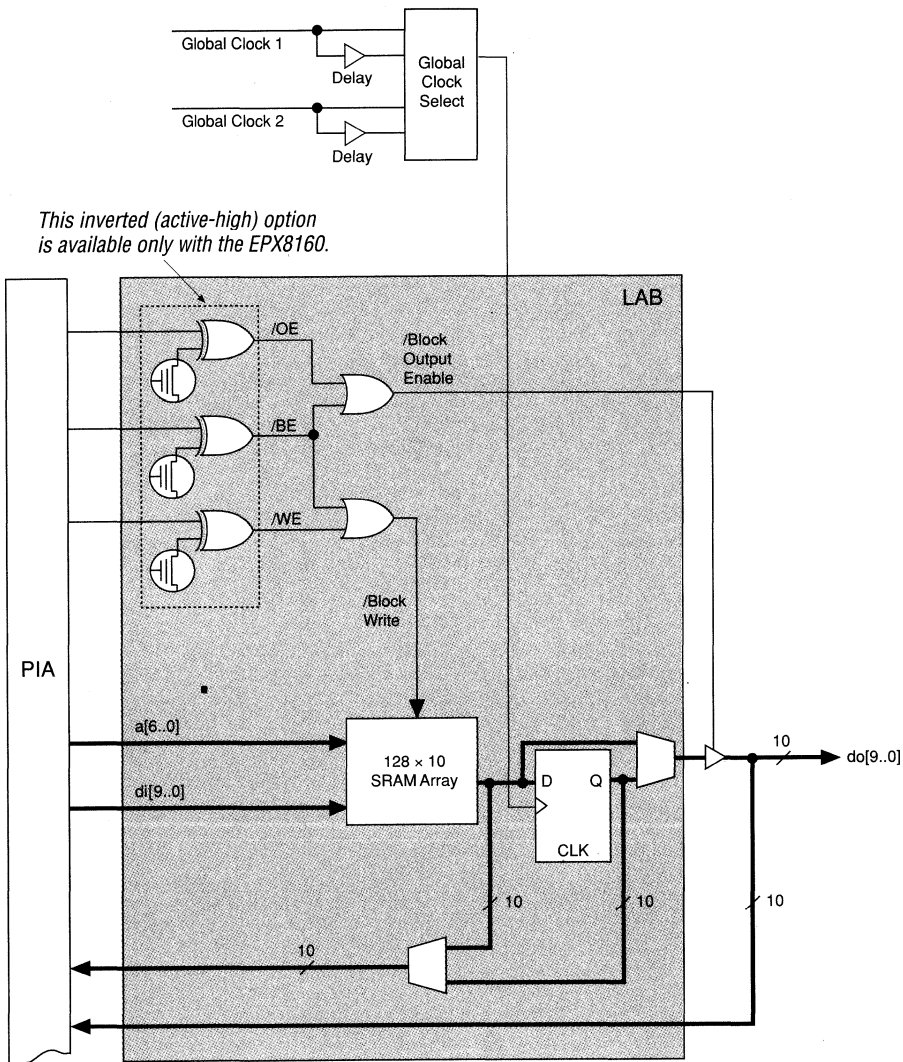 Global Clock 1
Delay
Global Clock 2
Delay
Global
Clock
Select
This inverted (active-high) option
is available only with the EPX8160.
LAB
/OE
/Block
Output
Enable
/BE
/WE
/Block
Write
PIA
a[6..0]
128 × 10
SRAM Array
di[9..0]
D
Q
CLK
10
do[9..0]
10
10
10
10